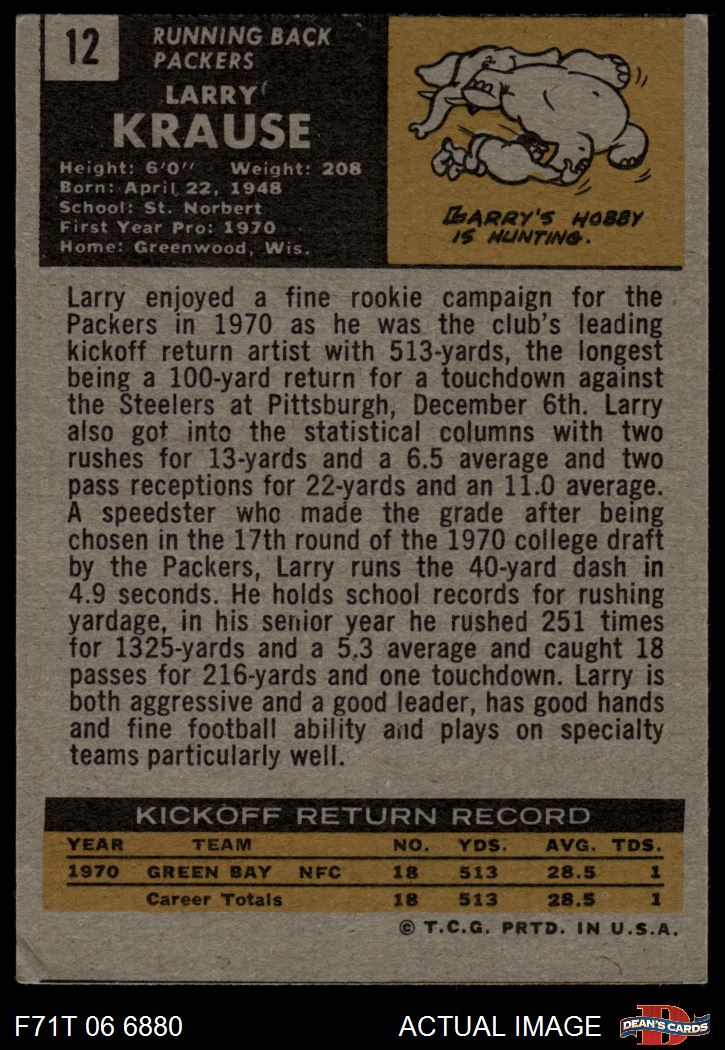 12
RUNNING BACK
PACKERS
LARRY
KRAUSE
Height: 6'0" Weight: 208
Born: April 22, 1948
School: St. Norbert
First Year Pro: 1970
Home: Greenwood, Wis.
LARRY'S HOBBY
IS HUNTING.
Larry enjoyed a fine rookie campaign for the
Packers in 1970 as he was the club's leading
kickoff return artist with 513-yards, the longest
being a 100-yard return for a touchdown against
the Steelers at Pittsburgh, December 6th. Larry
also got into the statistical columns with two
rushes for 13-yards and a 6.5 average and two
pass receptions for 22-yards and an 11.0 average.
A speedster who made the grade after being
chosen in the 17th round of the 1970 college draft
by the Packers, Larry runs the 40-yard dash in
4.9 seconds. He holds school records for rushing
yardage, in his senior year he rushed 251 times
for 1325-yards and a 5.3 average and caught 18
passes for 216-yards and one touchdown. Larry is
both aggressive and a good leader, has good hands
and fine football ability and plays on specialty
teams particularly well.
KICKOFF RETURN RECORD
YEAR TEAM NO. YDS. AVG. TDS.
1970 GREEN BAY NFC 18 513 28.5 1
Career Totals 18 513 28.5 1
© T.C.G. PRTD. IN U.S.A.
F71T 06 6880 ACTUAL IMAGE D DEAN'S CARDS